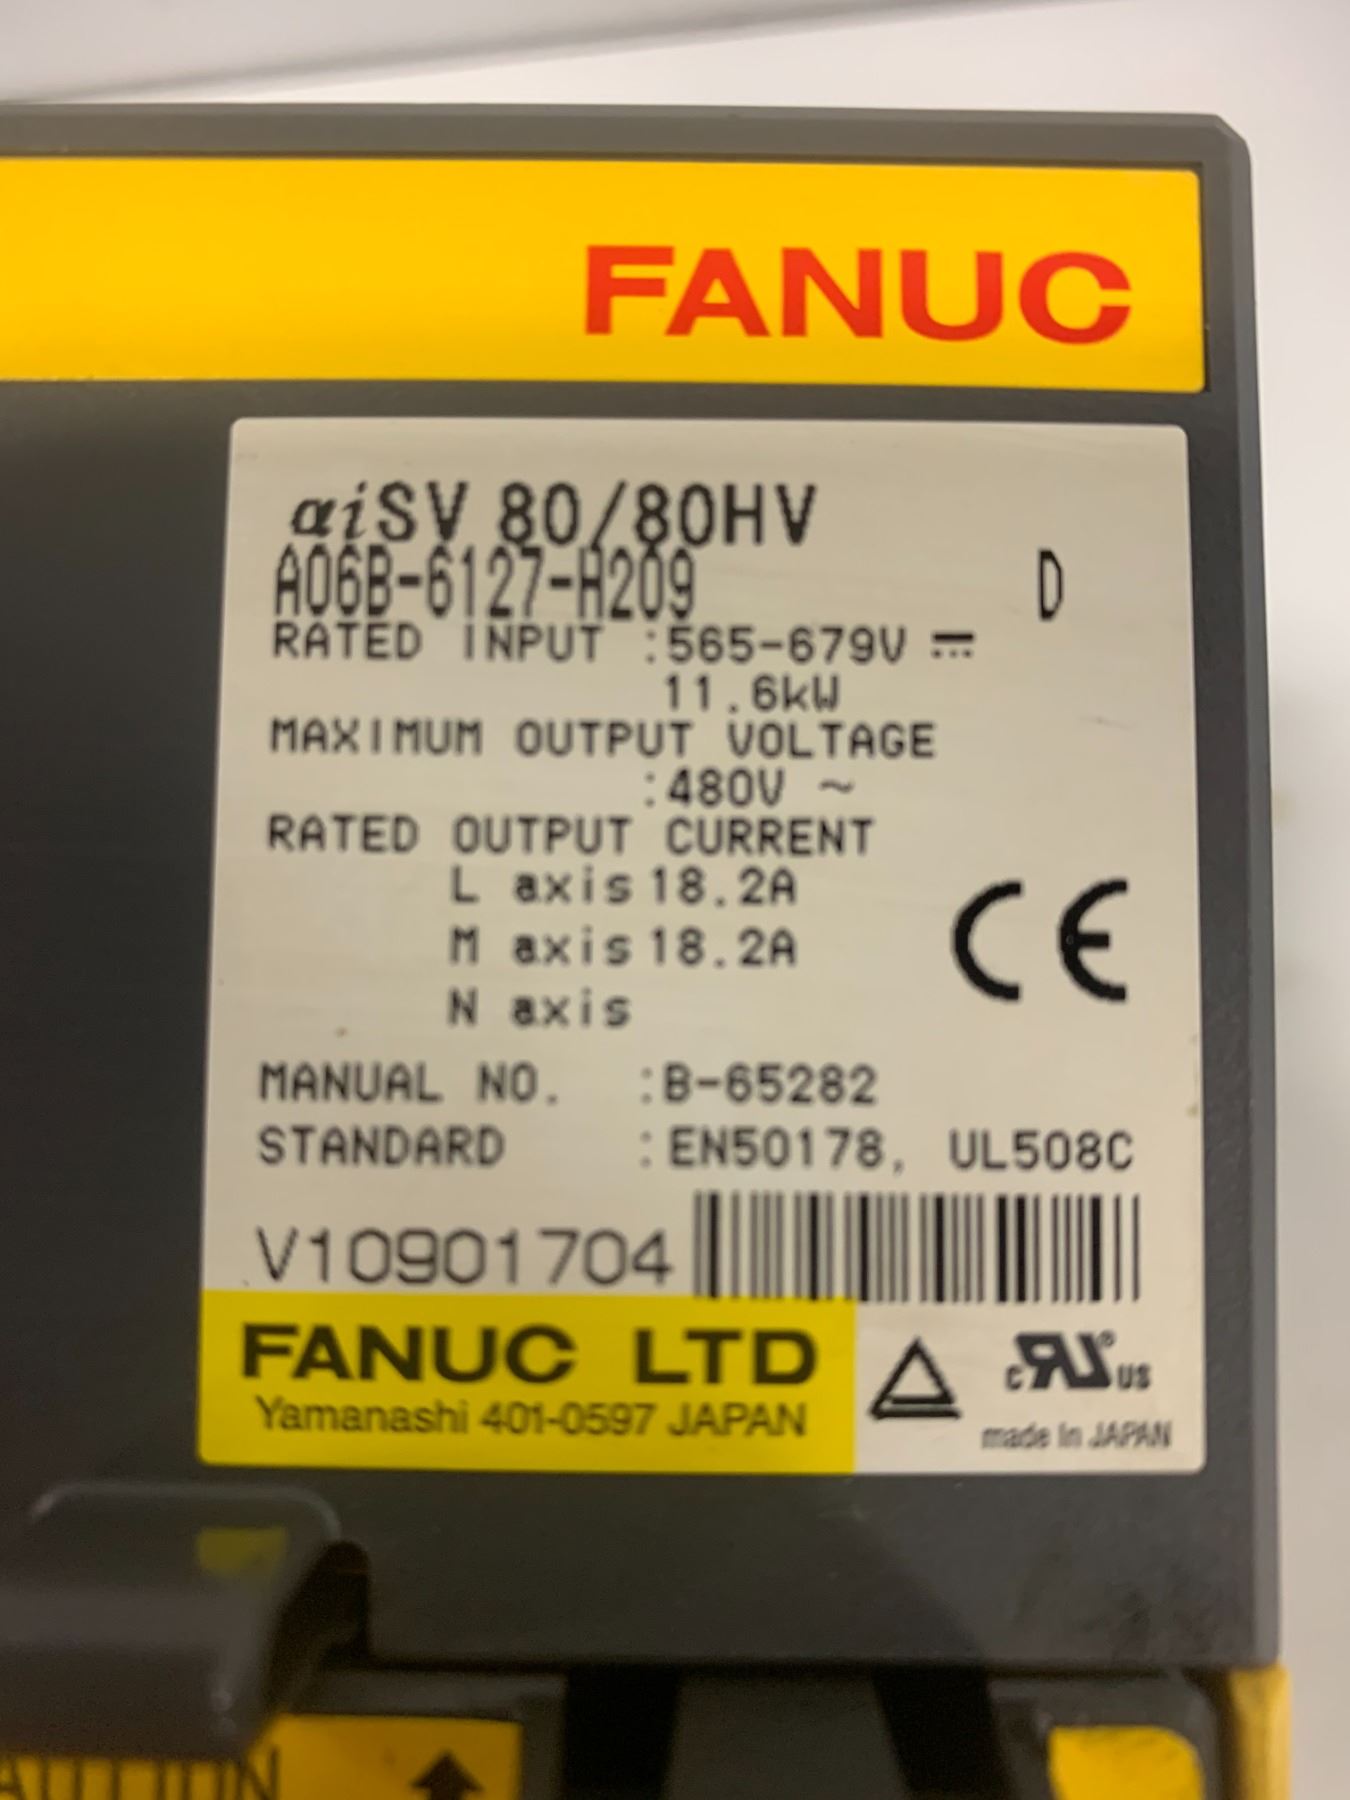 FANUC
αiSV 80/80HV
A06B-6127-H209 D
RATED INPUT :565-679V ⎓
11.6kW
MAXIMUM OUTPUT VOLTAGE
:480V ~
RATED OUTPUT CURRENT
L axis 18.2A
M axis 18.2A
N axis
CE
MANUAL NO. :B-65282
STANDARD :EN50178, UL508C
V10901704
FANUC LTD
Yamanashi 401-0597 JAPAN
c RU® US
made in JAPAN
CAUTION